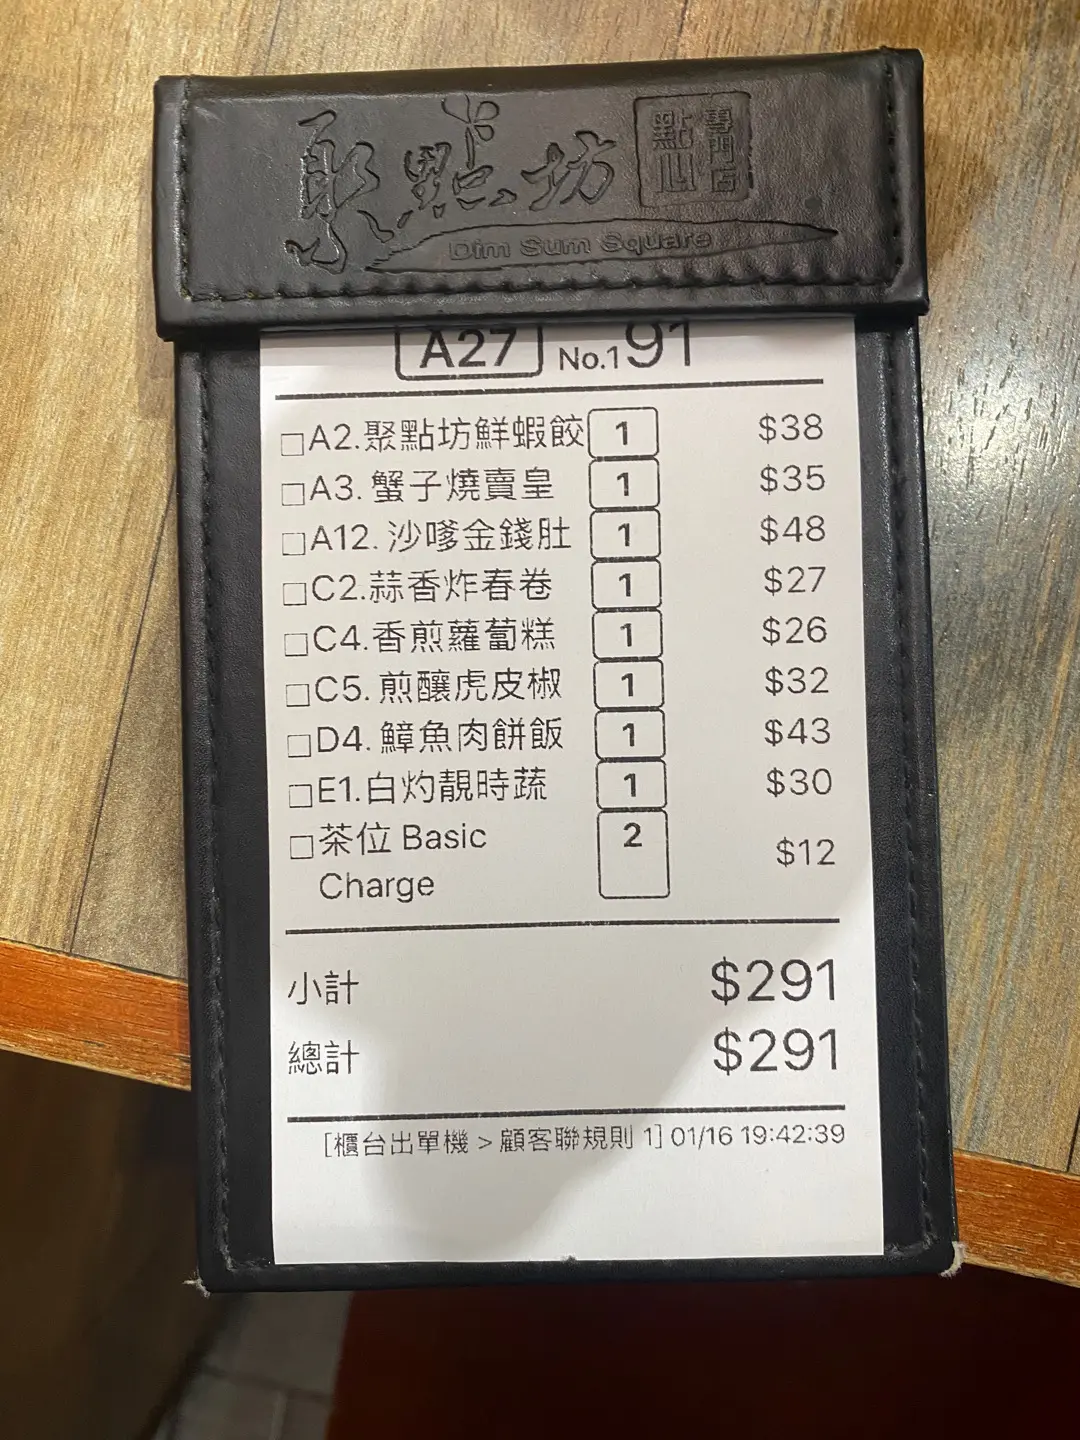 聚點坊 點心專門店
Dim Sum Square
A27 No.191
□A2.聚點坊鮮蝦餃 1 $38
□A3.蟹子燒賣皇 1 $35
□A12.沙嗲金錢肚 1 $48
□C2.蒜香炸春卷 1 $27
□C4.香煎蘿蔔糕 1 $26
□C5.煎釀虎皮椒 1 $32
□D4.鱆魚肉餅飯 1 $43
□E1.白灼靚時蔬 1 $30
□茶位 Basic 2 $12
Charge
小計 $291
總計 $291
[櫃台出單機 > 顧客聯規則 1] 01/16 19:42:39